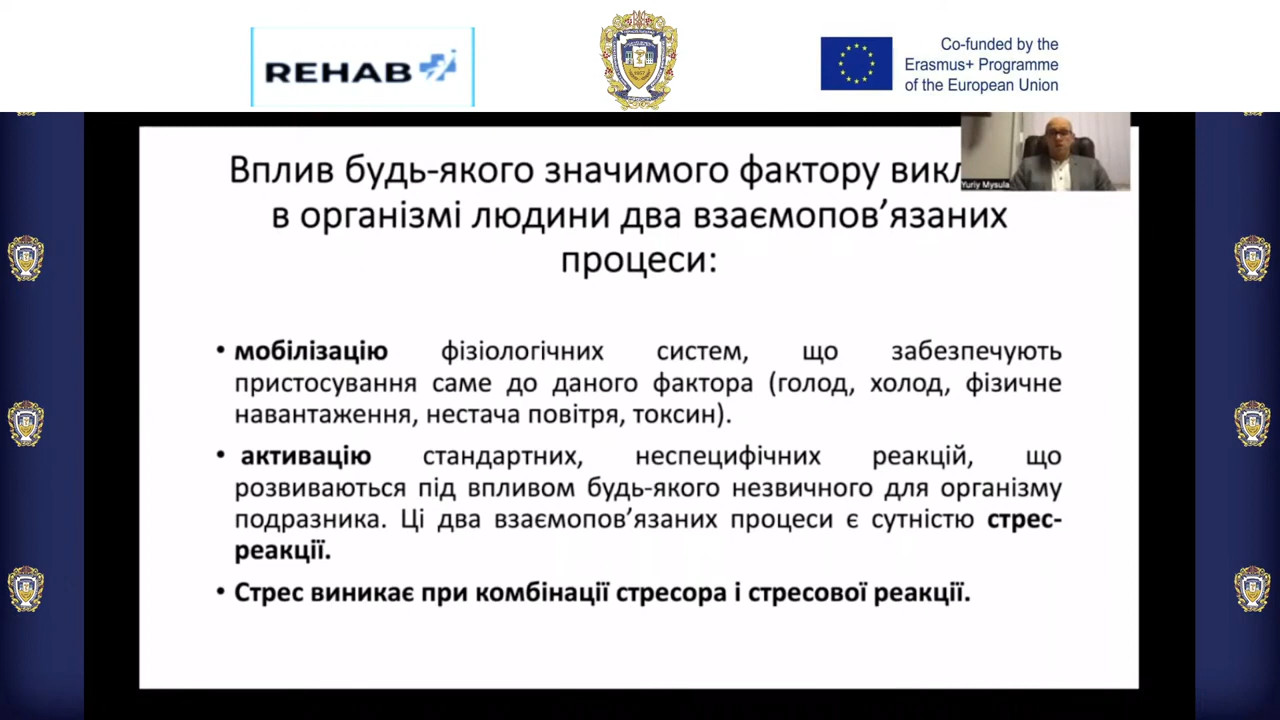 REHAB
Co-funded by the
Erasmus+ Programme
of the European Union
Yuriy Mysula
Вплив будь-якого значимого фактору
в організмі людини два взаємопов’язаних
процеси:
• мобілізацію фізіологічних систем, що забезпечують
пристосування саме до даного фактора (голод, холод, фізичне
навантаження, нестача повітря, токсин).
• активацію стандартних, неспецифічних реакцій, що
розвиваються під впливом будь-якого незвичного для організму
подразника. Ці два взаємопов’язаних процеси є сутністю стрес-
реакції.
• Стрес виникає при комбінації стресора і стресової реакції.